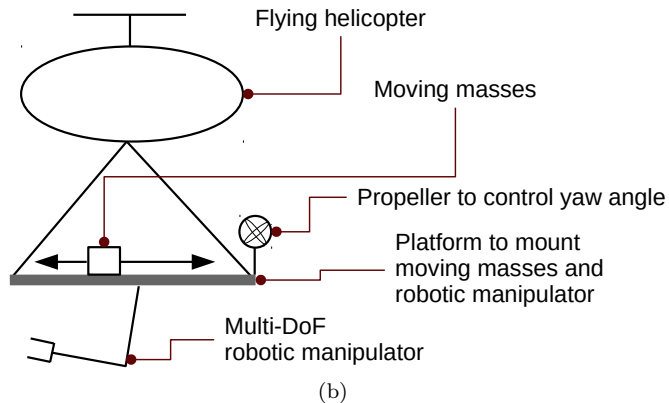 Flying helicopter
Moving masses
Propeller to control yaw angle
Platform to mount
moving masses and
robotic manipulator
Multi-DoF
robotic manipulator
(b)